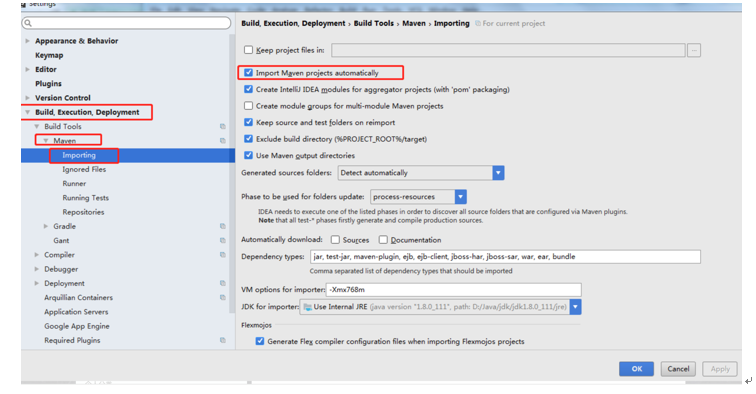 Settings
Appearance & Behavior
Keymap
Editor
Plugins
Version Control
Build, Execution, Deployment
Build Tools
Maven
Importing
Ignored Files
Runner
Running Tests
Repositories
Gradle
Gant
Compiler
Debugger
Deployment
Arquillian Containers
Application Servers
Google App Engine
Required Plugins
Build, Execution, Deployment › Build Tools › Maven › Importing For current project
Keep project files in: ...
Import Maven projects automatically
Create IntelliJ IDEA modules for aggregator projects (with 'pom' packaging)
Create module groups for multi-module Maven projects
Keep source and test folders on reimport
Exclude build directory (%PROJECT_ROOT%/target)
Use Maven output directories
Generated sources folders: Detect automatically
Phase to be used for folders update: process-resources
IDEA needs to execute one of the listed phases in order to discover all source folders that are configured via Maven plugins.
Note that all test-* phases firstly generate and compile production sources.
Automatically download: Sources Documentation
Dependency types: jar, test-jar, maven-plugin, ejb, ejb-client, jboss-har, jboss-sar, war, ear, bundle
Comma separated list of dependency types that should be imported
VM options for importer: -Xmx768m
JDK for importer: Use Internal JRE (java version "1.8.0_111", path: D:/Java/jdk/jdk1.8.0_111/jre)
Flexmojos
Generate Flex compiler configuration files when importing Flexmojos projects
OK Cancel Apply